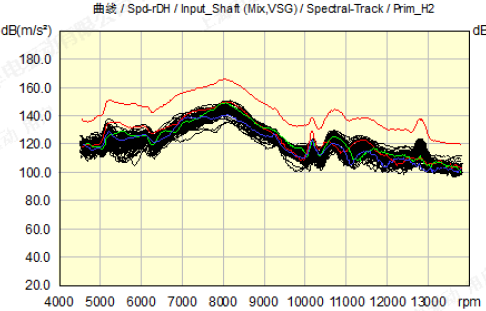 曲线 / Spd-rDH / Input_Shaft (Mix,VSG) / Spectral-Track / Prim_H2
dB(m/s²)
dB
180.0
160.0
140.0
120.0
100.0
80.0
60.0
40.0
20.0
4000 5000 6000 7000 8000 9000 10000 11000 12000 13000 rpm